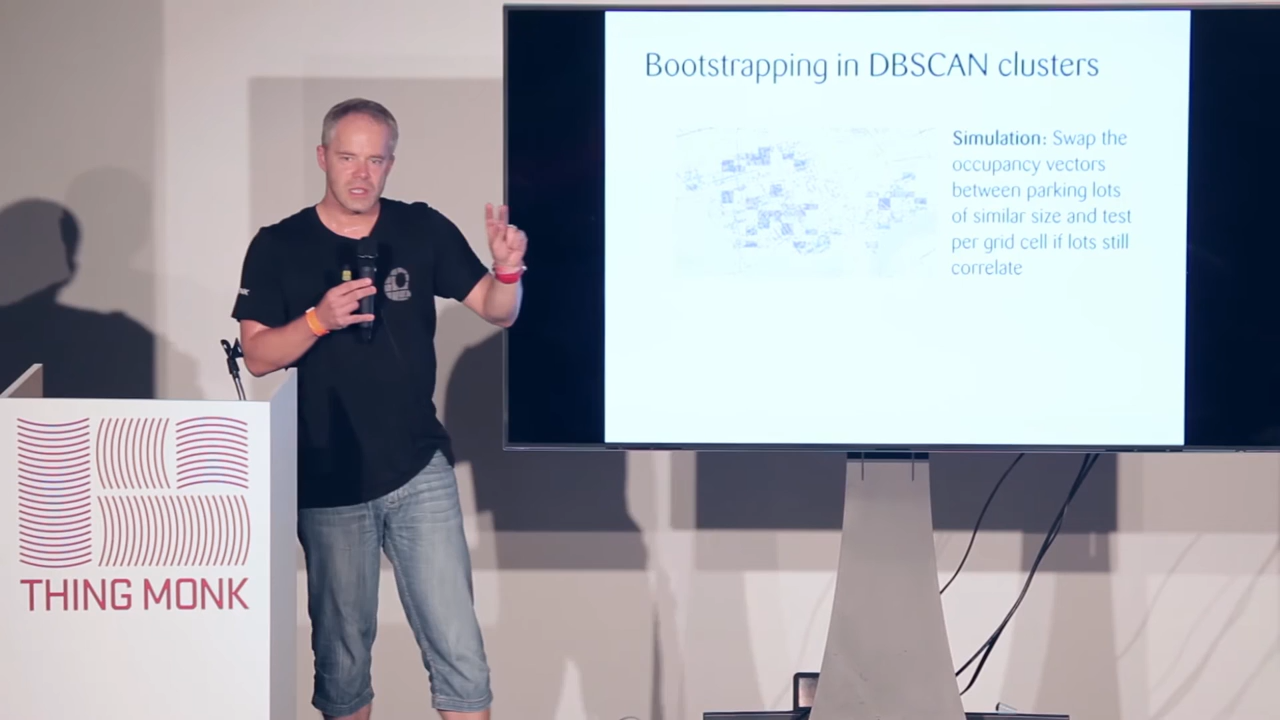 Bootstrapping in DBSCAN clusters
Simulation: Swap the
occupancy vectors
between parking lots
of similar size and test
per grid cell if lots still
correlate
THING MONK